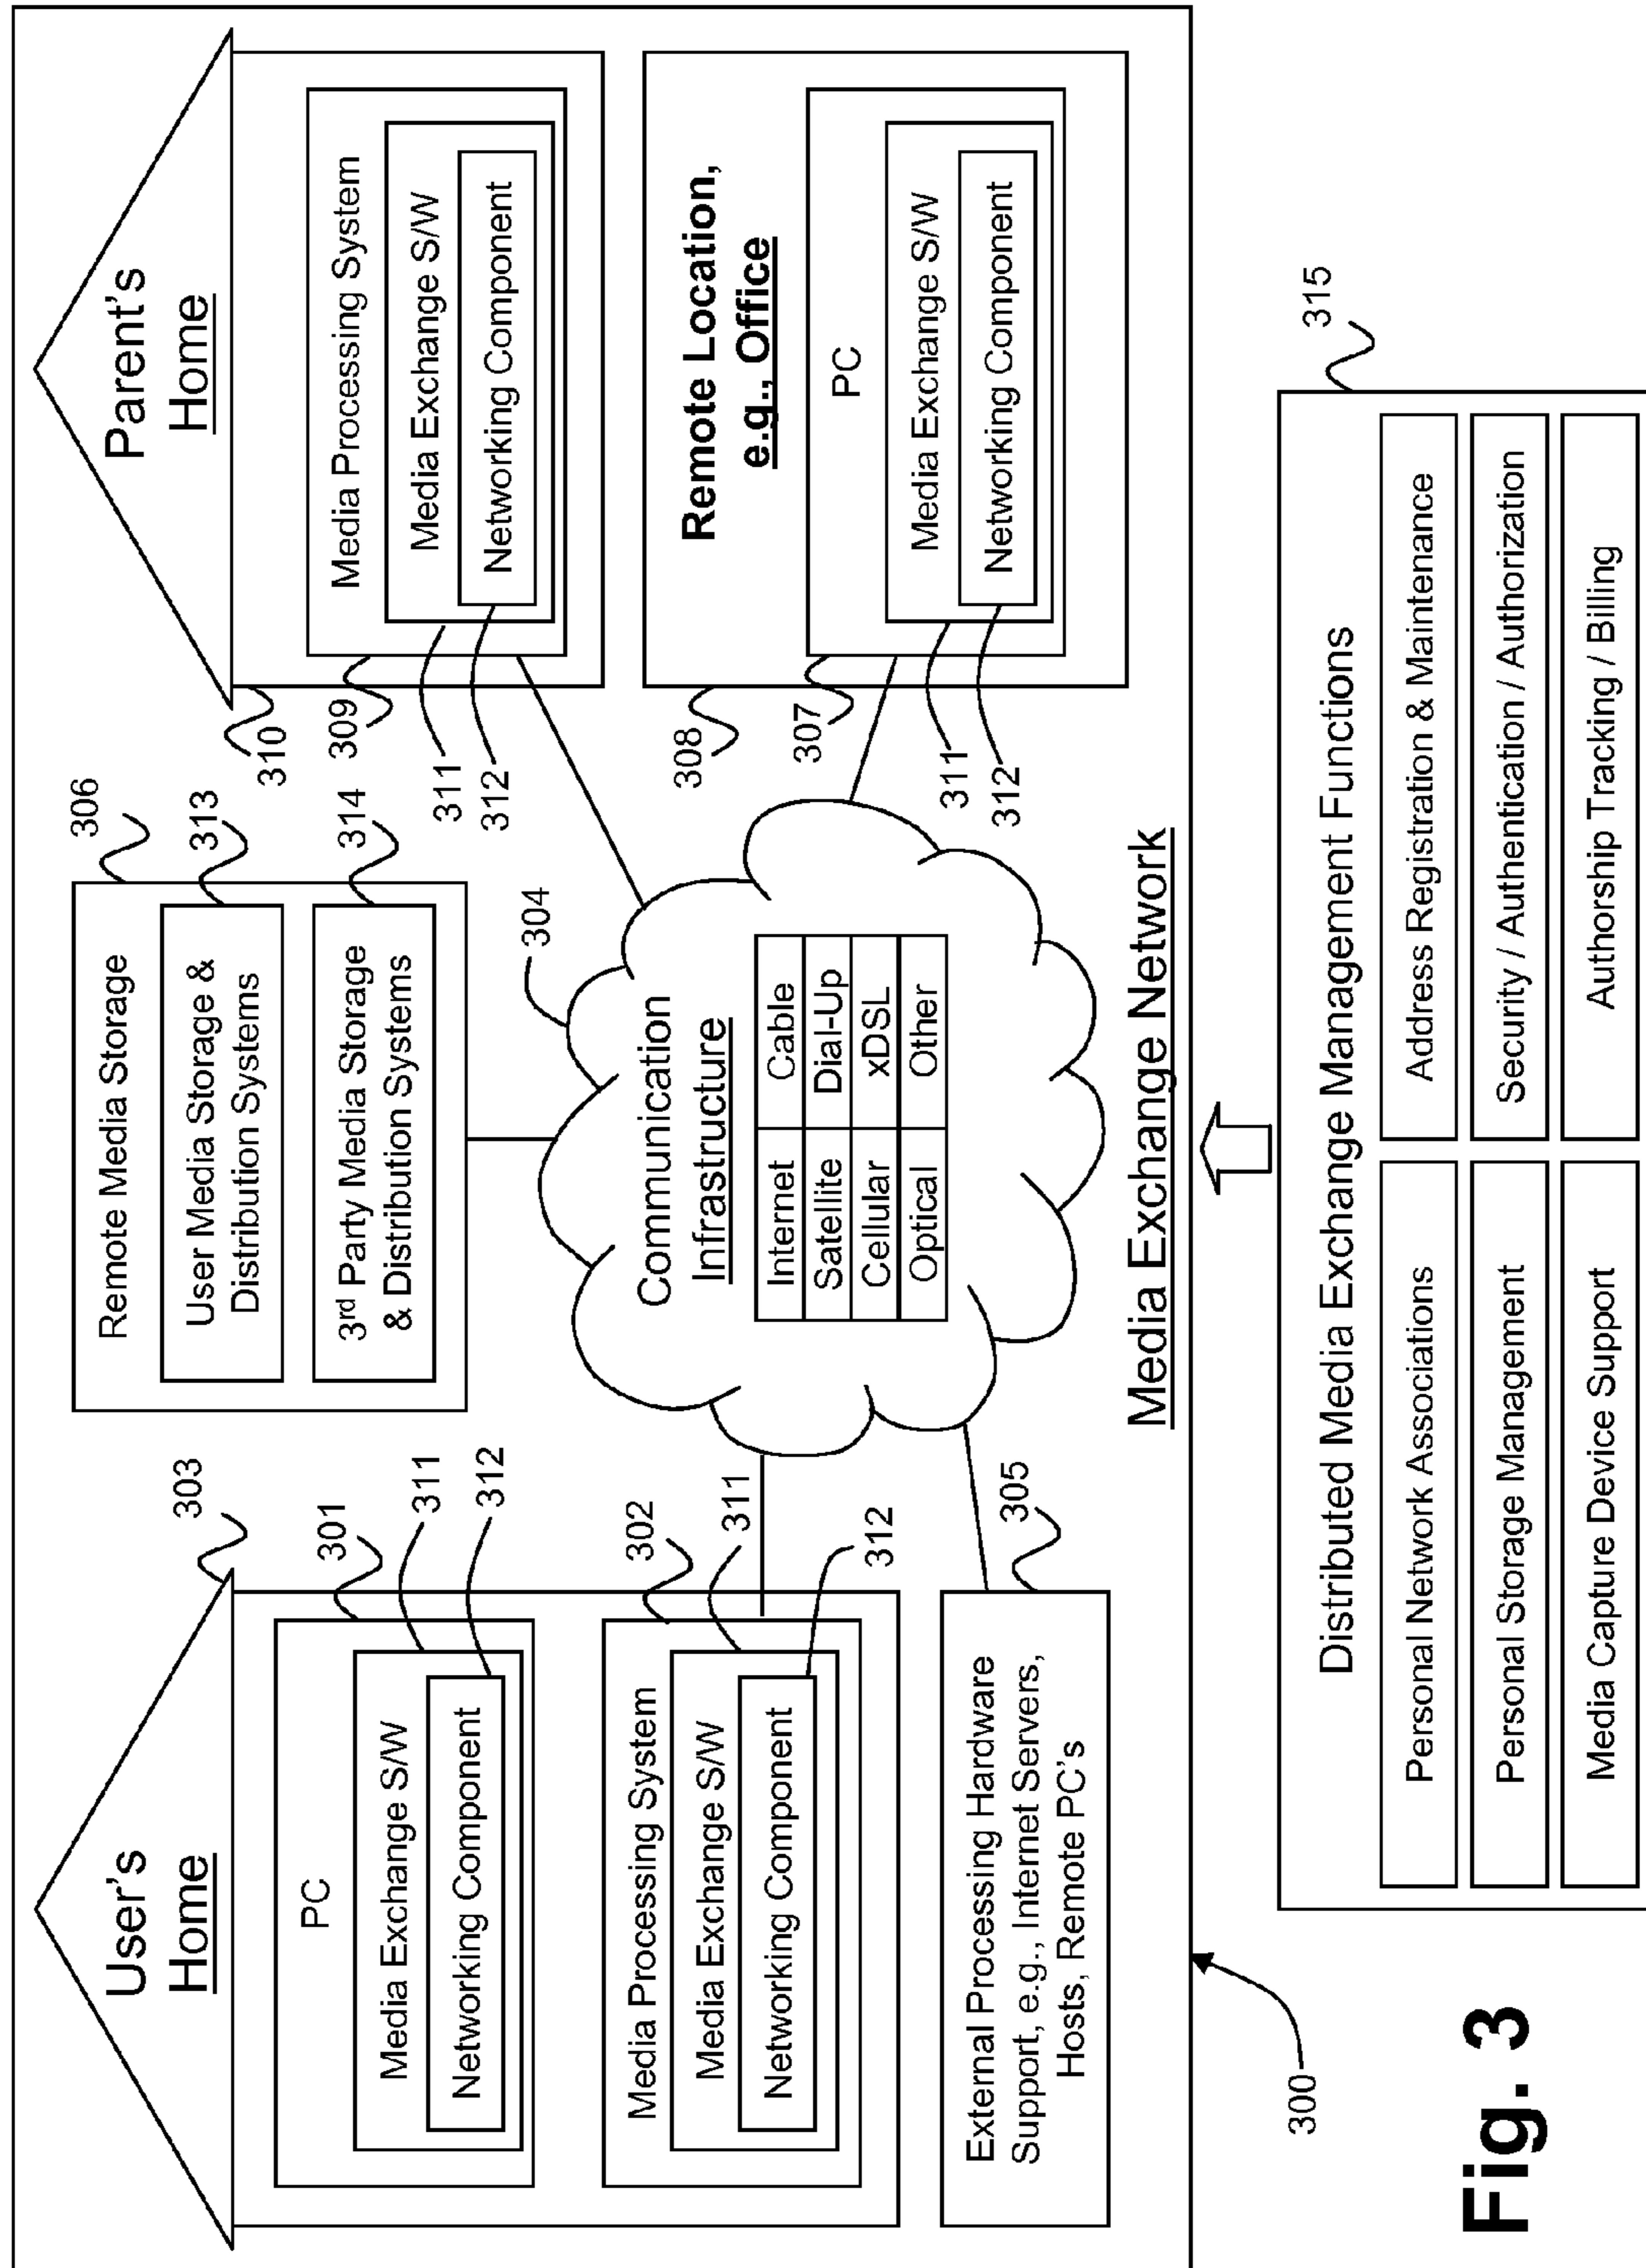 User's
Home
303
PC
301
Media Exchange S/W
311
Networking Component
312
Media Processing System
302
Media Exchange S/W
311
Networking Component
312
External Processing Hardware
Support, e.g., Internet Servers,
Hosts, Remote PC's
305
Remote Media Storage
306
User Media Storage &
Distribution Systems
313
3rd Party Media Storage
& Distribution Systems
314
304
Communication
Infrastructure
Internet Cable
Satellite Dial-Up
Cellular xDSL
Optical Other
Parent's
Home
310
Media Processing System
309
Media Exchange S/W
311
Networking Component
312
Remote Location,
e.g., Office
308
PC
307
Media Exchange S/W
311
Networking Component
312
Media Exchange Network
300
Distributed Media Exchange Management Functions
315
Personal Network Associations
Address Registration & Maintenance
Personal Storage Management
Security / Authentication / Authorization
Media Capture Device Support
Authorship Tracking / Billing
Fig. 3